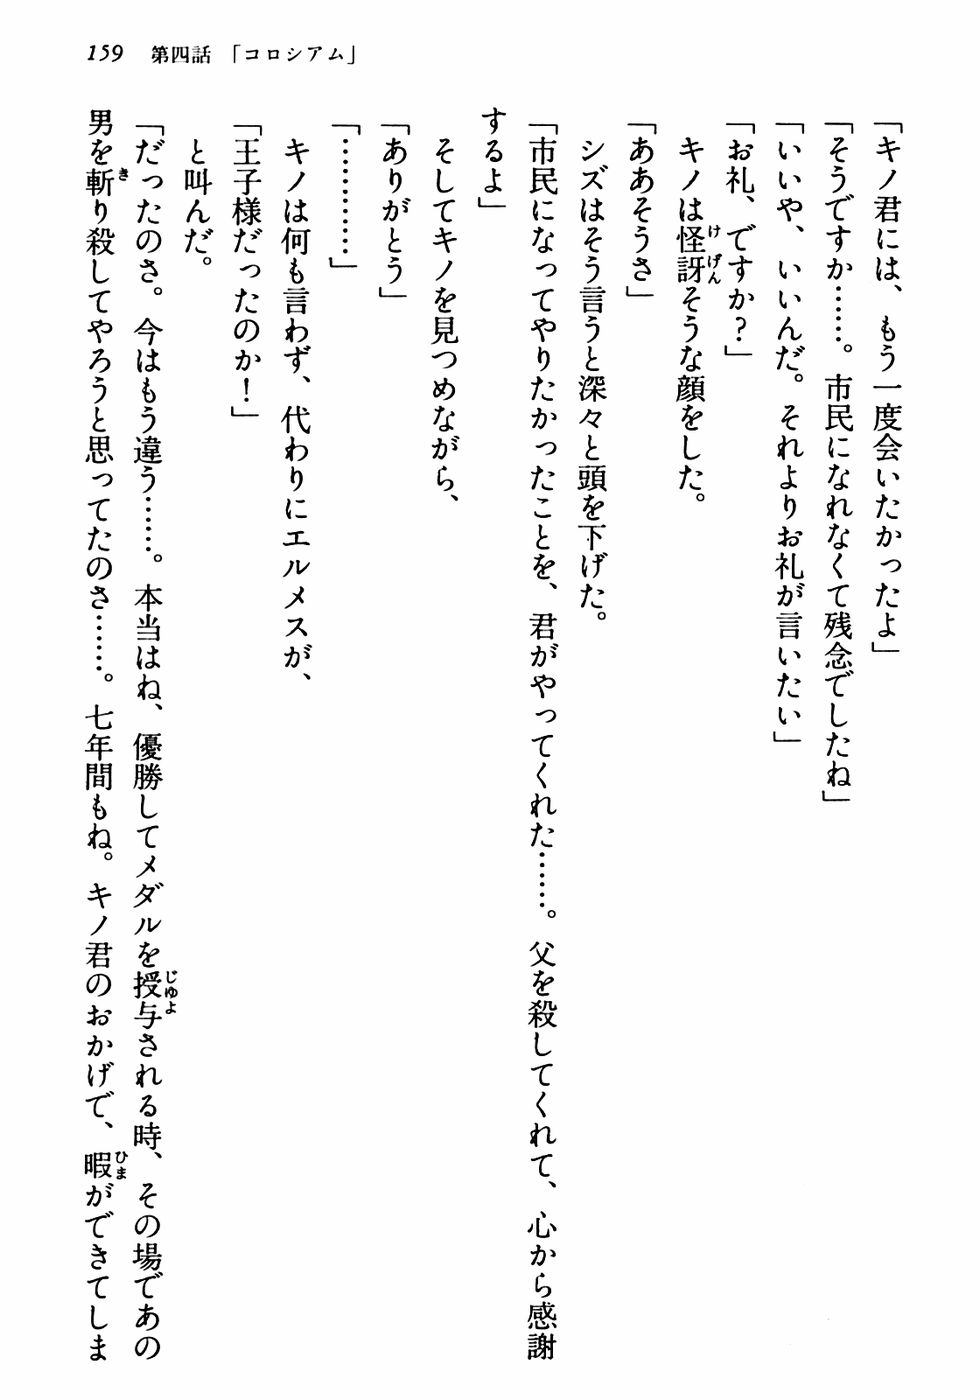 159　第四話　「コロシアム」
「キノ君には、もう一度会いたかったよ」
「そうですか……。市民になれなくて残念でしたね」
「いいや、いいんだ。それよりお礼が言いたい」
「お礼、ですか？」
　キノは怪訝そうな顔をした。
「ああそうさ」
　シズはそう言うと深々と頭を下げた。
「市民になってやりたかったことを、君がやってくれた……。父を殺してくれて、心から感謝
するよ」
　そしてキノを見つめながら、
「ありがとう」
「…………」
　キノは何も言わず、代わりにエルメスが、
「王子様だったのか！」
　と叫んだ。
「だったのさ。今はもう違う……。本当はね、優勝してメダルを授与される時、その場であの
男を斬り殺してやろうと思ってたのさ……。七年間もね。キノ君のおかげで、暇ができてしま